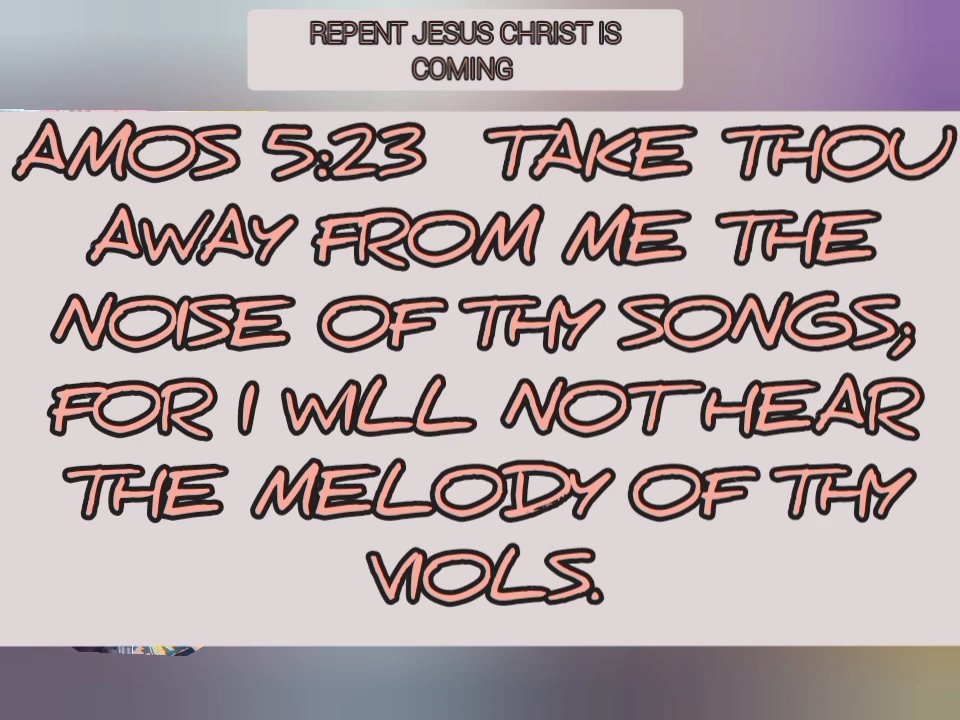 REPENT JESUS CHRIST IS
COMING
AMOS 5:23 TAKE THOU
AWAY FROM ME THE
NOISE OF THY SONGS;
FOR I WILL NOT HEAR
THE MELODY OF THY
VIOLS.